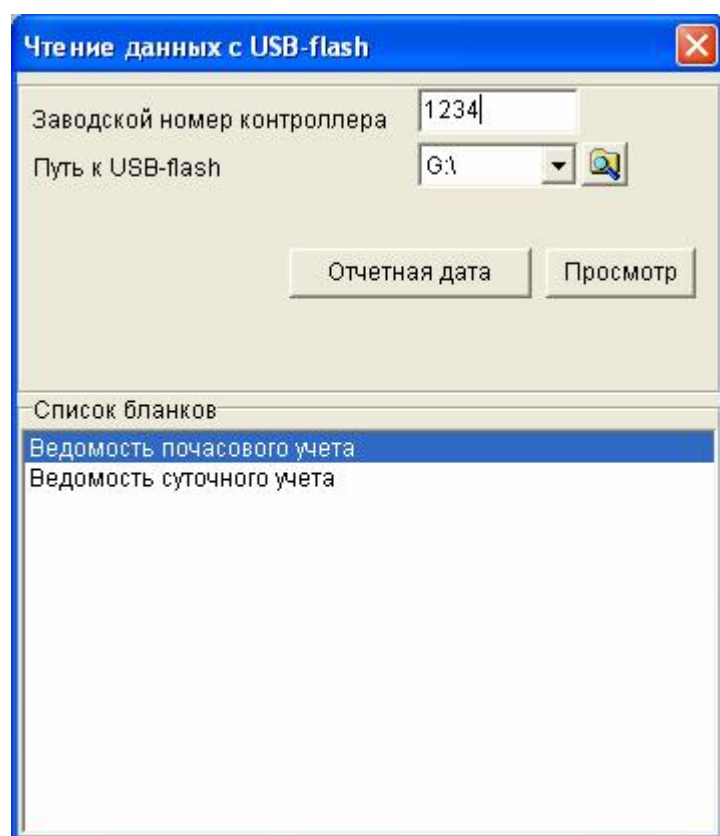 Чтение данных с USB-flash
Заводской номер контроллера 1234
Путь к USB-flash G:\
Отчетная дата Просмотр
Список бланков
Ведомость почасового учета
Ведомость суточного учета